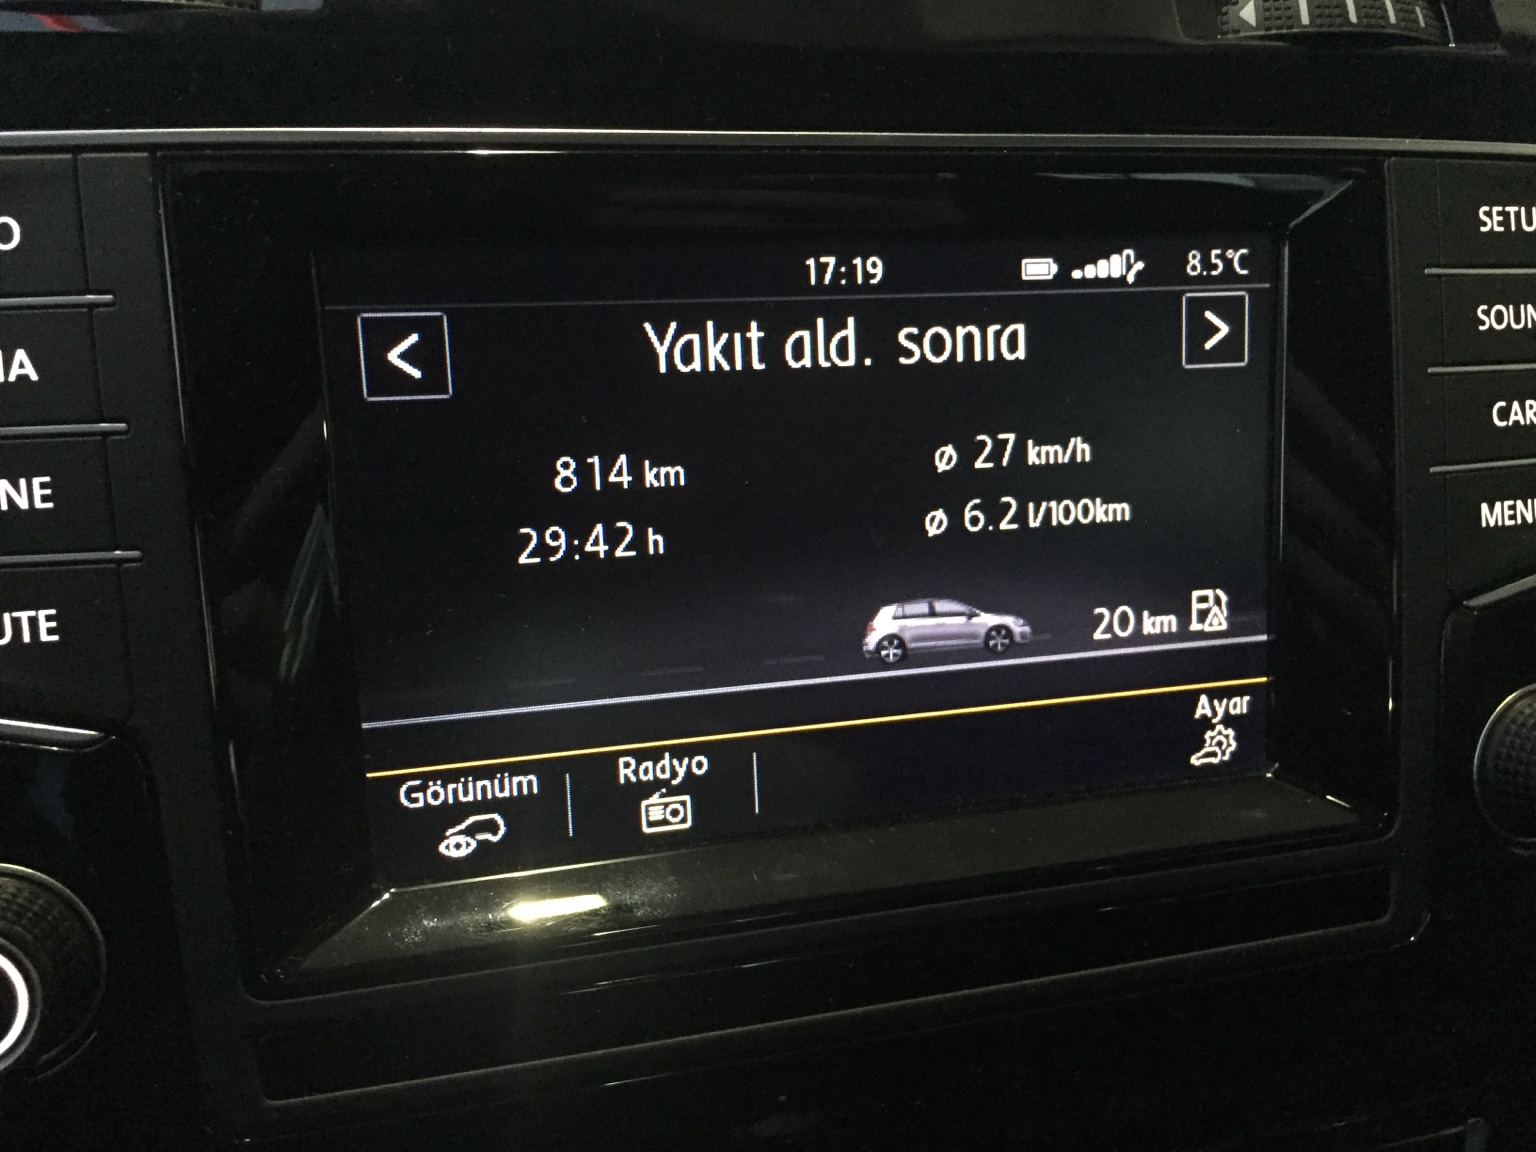 17:19 8.5°C
Yakıt ald. sonra
814 km
29:42 h
ø 27 km/h
ø 6.2 l/100km
20 km
Ayar
Görünüm
Radyo
SETU
SOUN
CAR
MENU
O
IA
NE
UTE